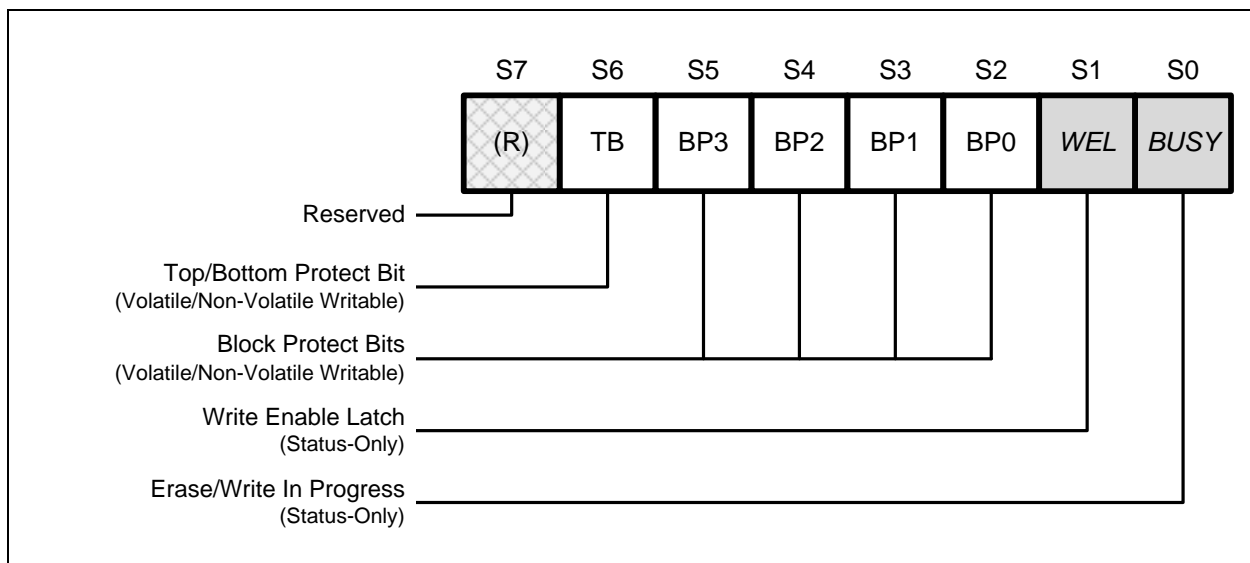 S7 S6 S5 S4 S3 S2 S1 S0
(R) TB BP3 BP2 BP1 BP0 WEL BUSY
Reserved
Top/Bottom Protect Bit
(Volatile/Non-Volatile Writable)
Block Protect Bits
(Volatile/Non-Volatile Writable)
Write Enable Latch
(Status-Only)
Erase/Write In Progress
(Status-Only)